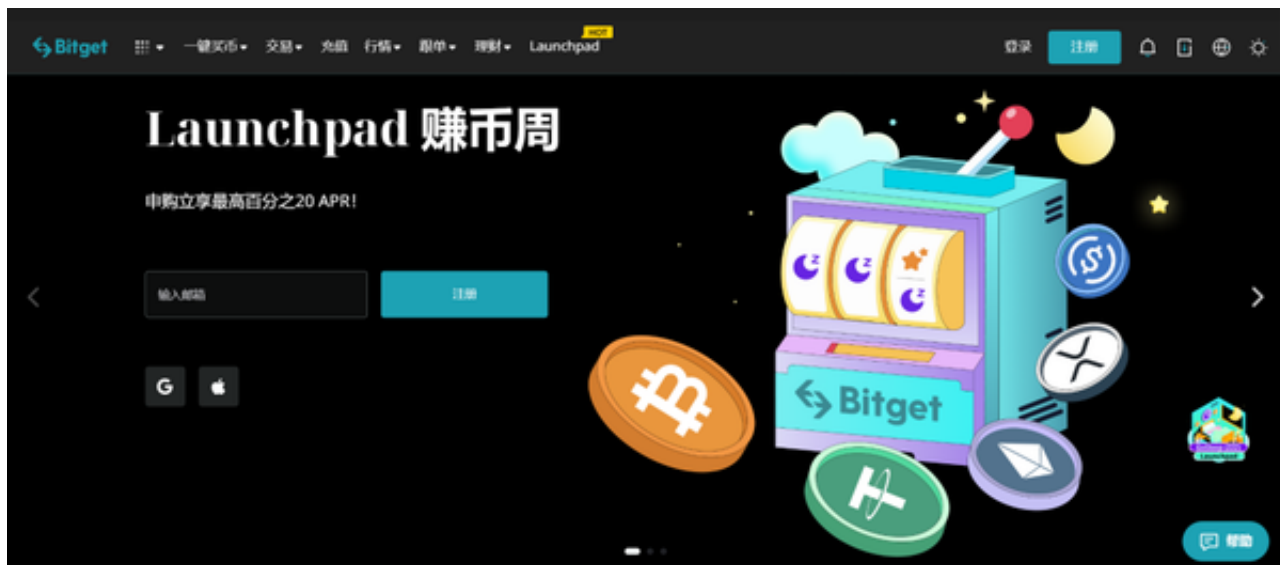 Bitget 一键买币 交易 充值 行情 跟单 理财 Launchpad HOT 登录 注册
Launchpad 赚币周
申购立享最高百分之20 APR!
输入邮箱 注册
G
Bitget
Launchpad
帮助